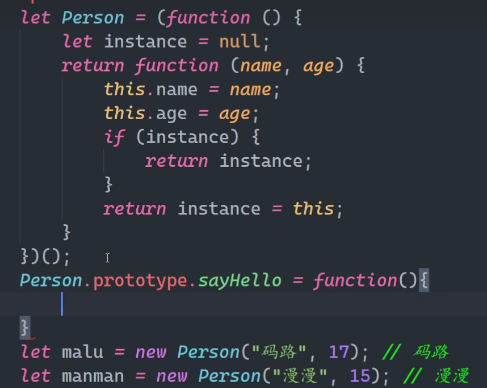 let Person = (function () {
let instance = null;
return function (name, age) {
this.name = name;
this.age = age;
if (instance) {
return instance;
}
return instance = this;
}
})();
Person.prototype.sayHello = function(){
}
let malu = new Person("码路", 17); // 码路
let manman = new Person("漫漫", 15); // 漫漫